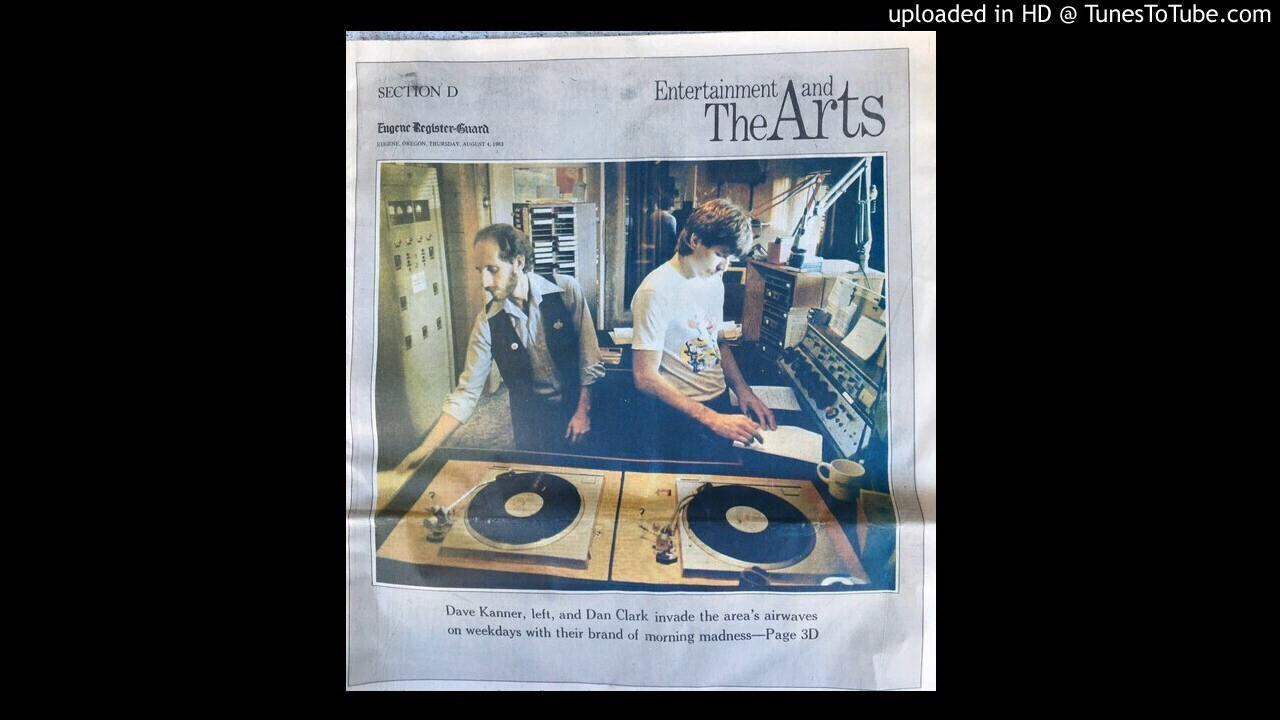 uploaded in HD @ TunesToTube.com
SECTION D
Entertainment and
The Arts
Eugene Register-Guard
EUGENE, OREGON, THURSDAY, AUGUST 4, 1983
Dave Kanner, left, and Dan Clark invade the area's airwaves
on weekdays with their brand of morning madness—Page 3D